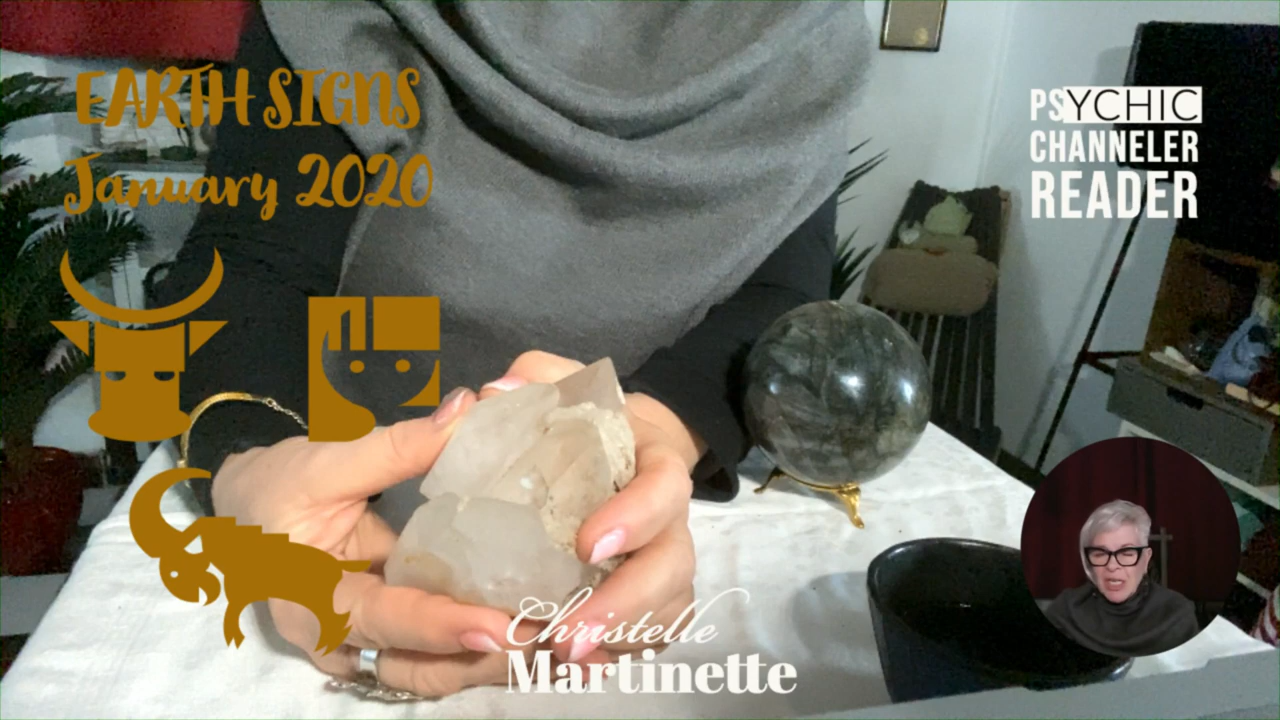 EARTH SIGNS
January 2020
PSYCHIC
CHANNELER
READER
Christelle
Martinette